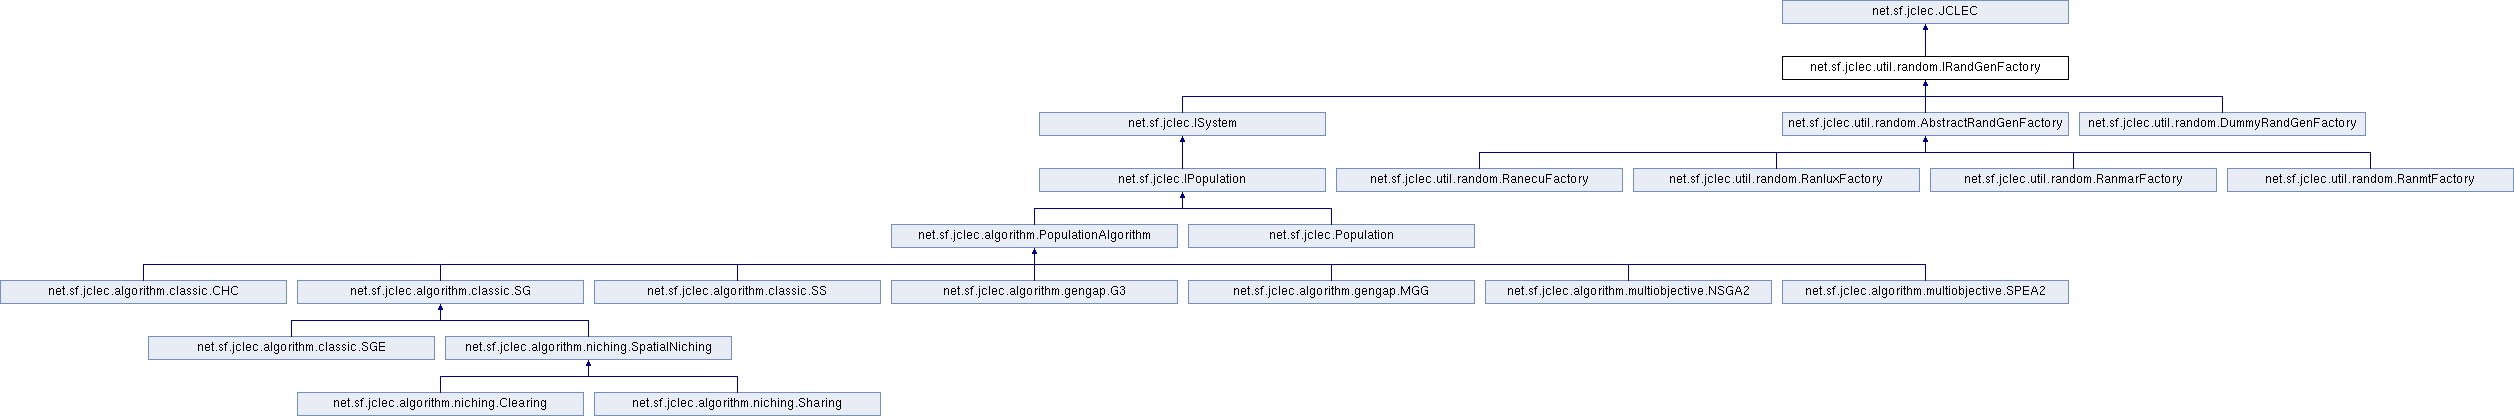 net.sf.jclec.JCLEC
net.sf.jclec.util.random.IRandGenFactory
net.sf.jclec.ISystem
net.sf.jclec.util.random.AbstractRandGenFactory
net.sf.jclec.util.random.DummyRandGenFactory
net.sf.jclec.IPopulation
net.sf.jclec.util.random.RanecuFactory
net.sf.jclec.util.random.RanluxFactory
net.sf.jclec.util.random.RanmarFactory
net.sf.jclec.util.random.RanmtFactory
net.sf.jclec.algorithm.PopulationAlgorithm
net.sf.jclec.Population
net.sf.jclec.algorithm.classic.CHC
net.sf.jclec.algorithm.classic.SG
net.sf.jclec.algorithm.classic.SS
net.sf.jclec.algorithm.gengap.G3
net.sf.jclec.algorithm.gengap.MGG
net.sf.jclec.algorithm.multiobjective.NSGA2
net.sf.jclec.algorithm.multiobjective.SPEA2
net.sf.jclec.algorithm.classic.SGE
net.sf.jclec.algorithm.niching.SpatialNiching
net.sf.jclec.algorithm.niching.Clearing
net.sf.jclec.algorithm.niching.Sharing